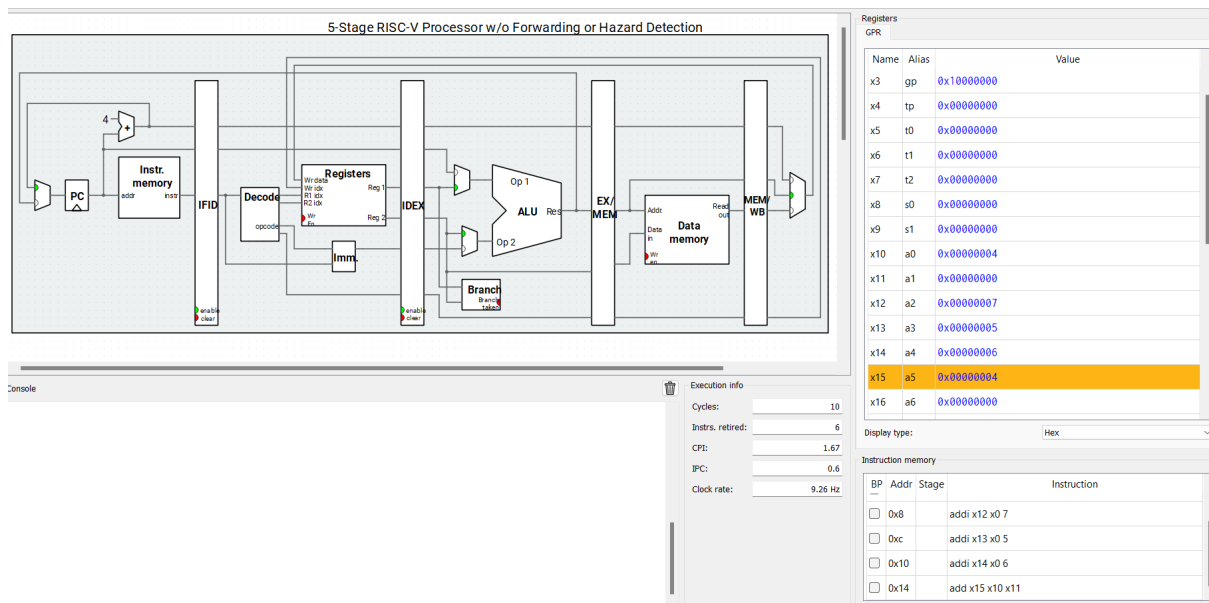 5-Stage RISC-V Processor w/o Forwarding or Hazard Detection
4
+
PC
Instr. memory
addr
instr
IFID
enable
clear
Decode
opcode
Registers
Wr data
Wr idx
R1 idx
R2 idx
Wr En
Reg 1
Reg 2
Imm.
IDEX
enable
clear
Op 1
ALU
Res
Op 2
Branch
Branch taken
EX/MEM
Addr.
Data in
Data memory
Wr en
Read out
MEM/WB
Console
Execution info
Cycles: 10
Instrs. retired: 6
CPI: 1.67
IPC: 0.6
Clock rate: 9.26 Hz
Registers
GPR
Name Alias Value
x3 gp 0x10000000
x4 tp 0x00000000
x5 t0 0x00000000
x6 t1 0x00000000
x7 t2 0x00000000
x8 s0 0x00000000
x9 s1 0x00000000
x10 a0 0x00000004
x11 a1 0x00000000
x12 a2 0x00000007
x13 a3 0x00000005
x14 a4 0x00000006
x15 a5 0x00000004
x16 a6 0x00000000
Display type: Hex
Instruction memory
BP Addr Stage Instruction
0x8 addi x12 x0 7
0xc addi x13 x0 5
0x10 addi x14 x0 6
0x14 add x15 x10 x11